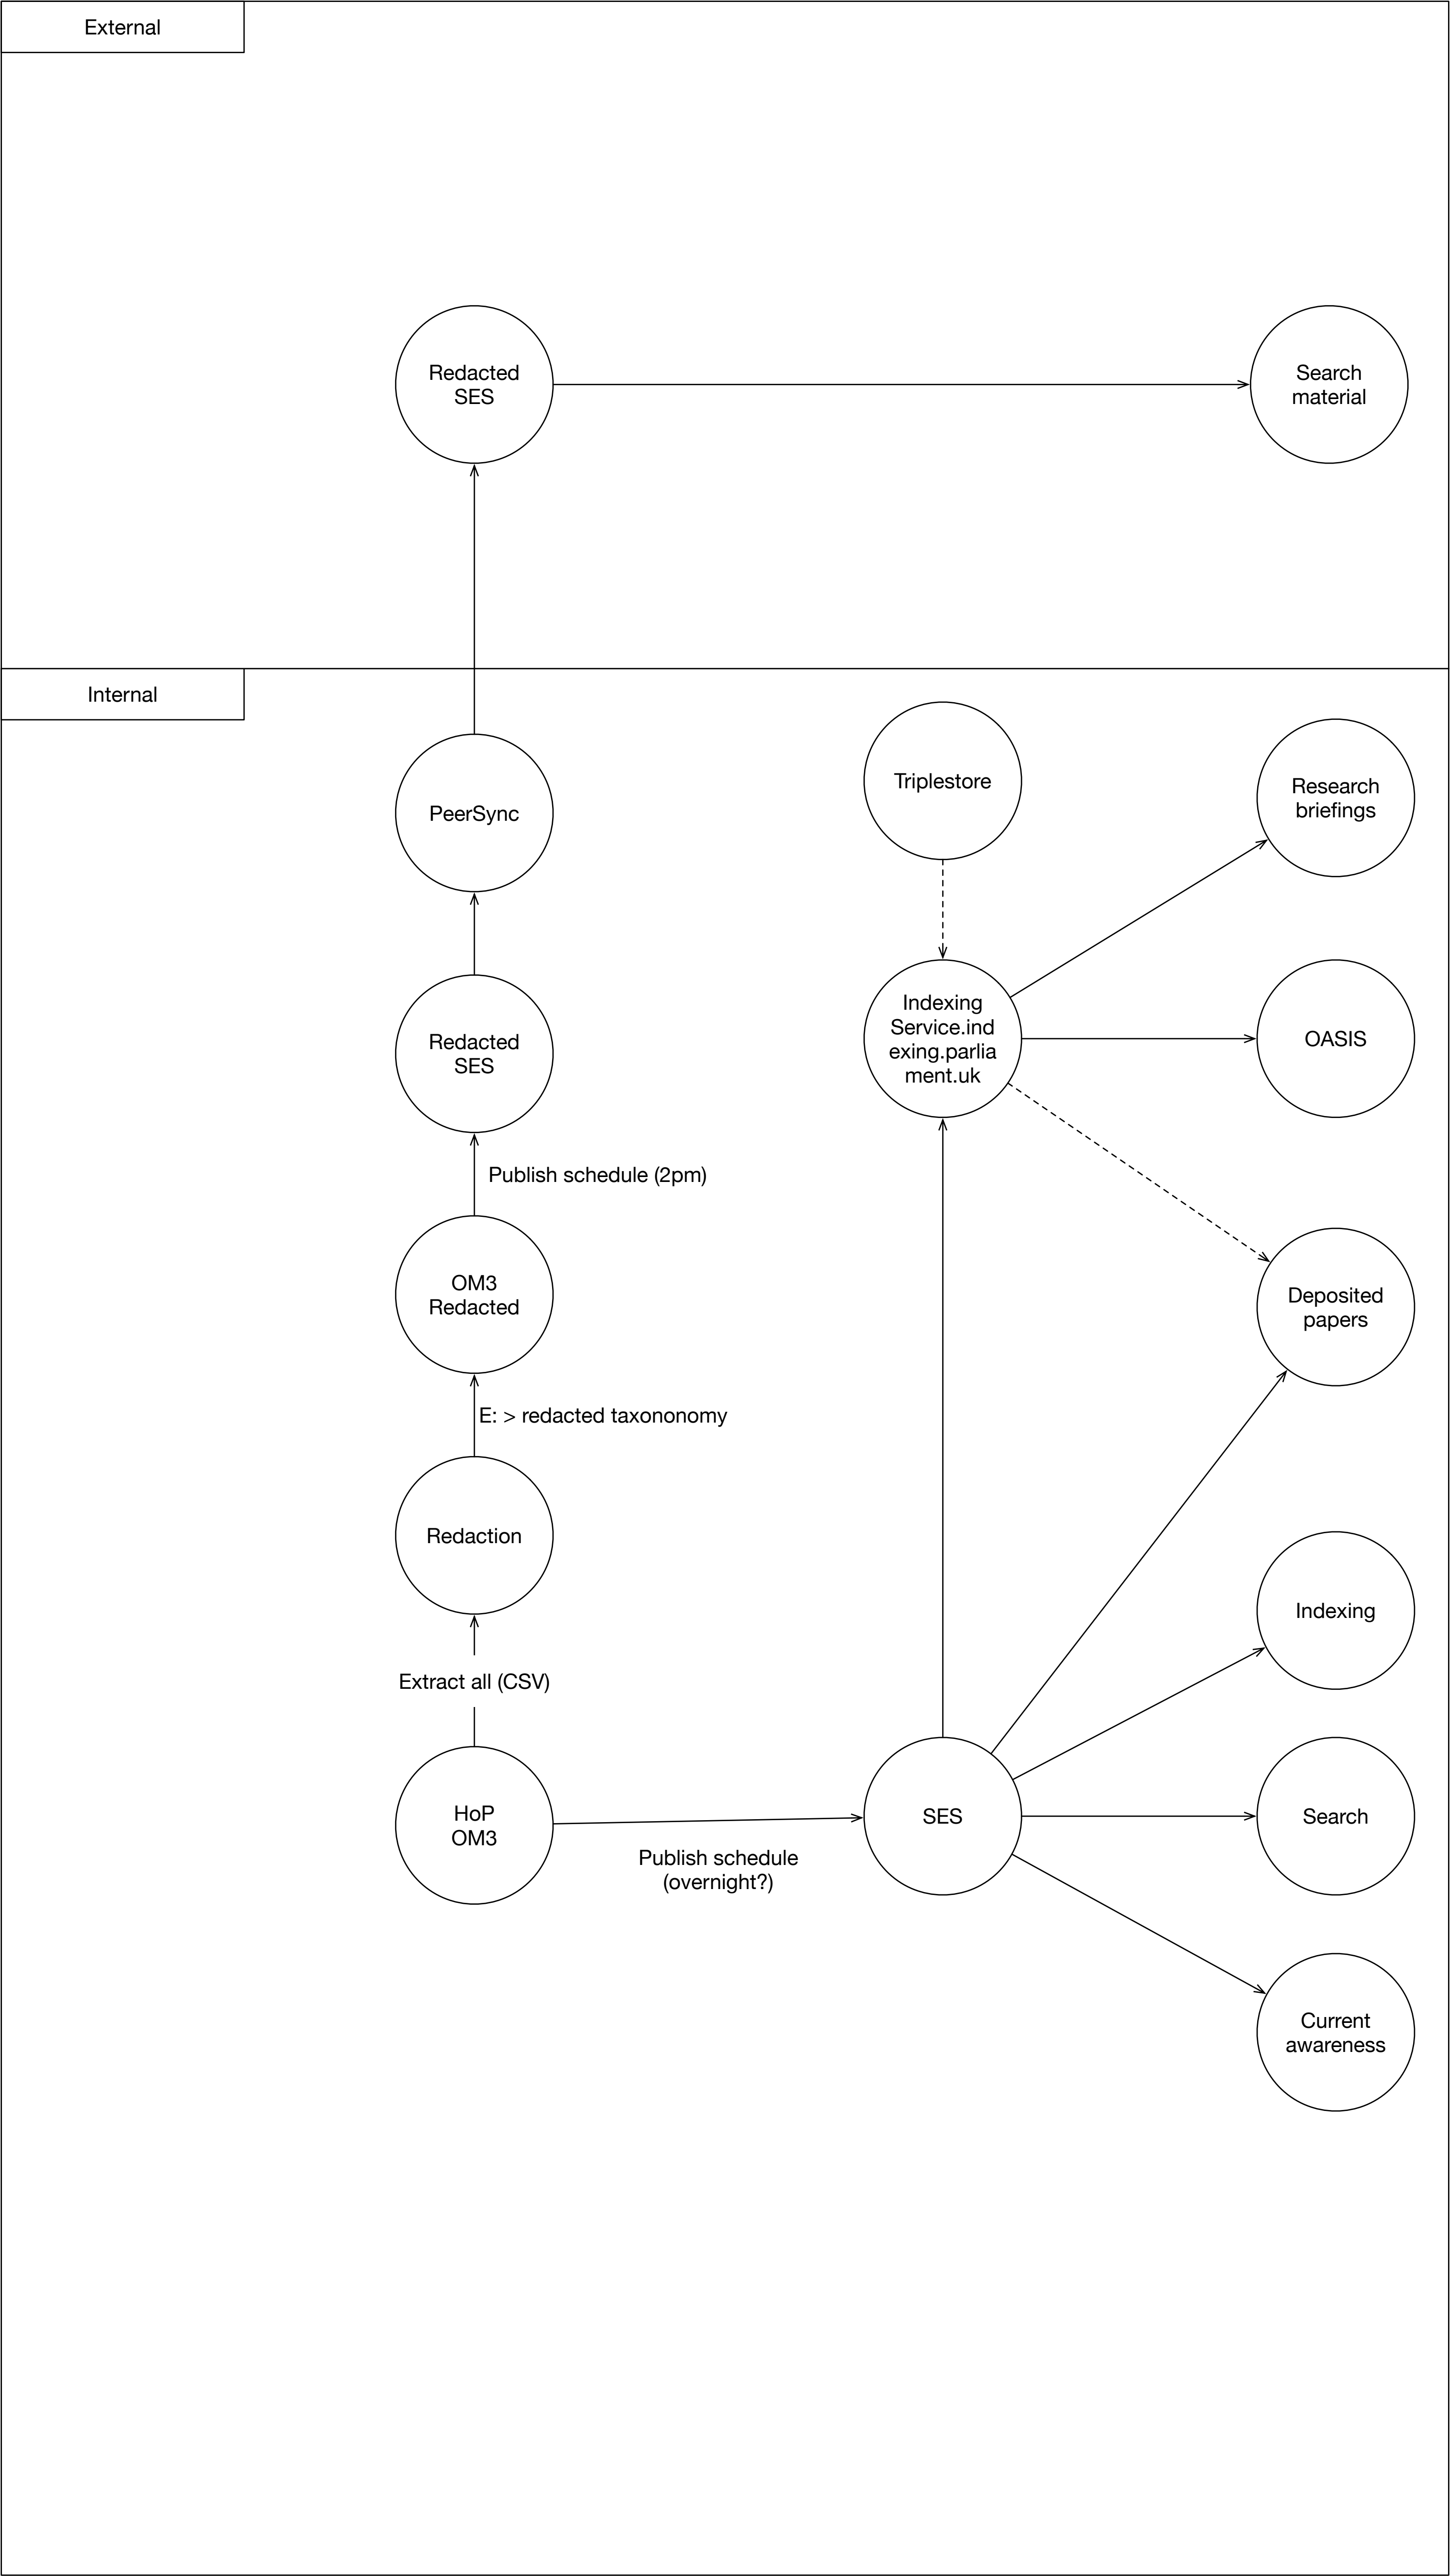 External
Redacted
SES
Search
material
Internal
PeerSync
Triplestore
Research
briefings
Redacted
SES
Indexing
Service.ind
exing.parlia
ment.uk
OASIS
Publish schedule (2pm)
OM3
Redacted
Deposited
papers
E: > redacted taxononomy
Redaction
Indexing
Extract all (CSV)
HoP
OM3
Publish schedule
(overnight?)
SES
Search
Current
awareness